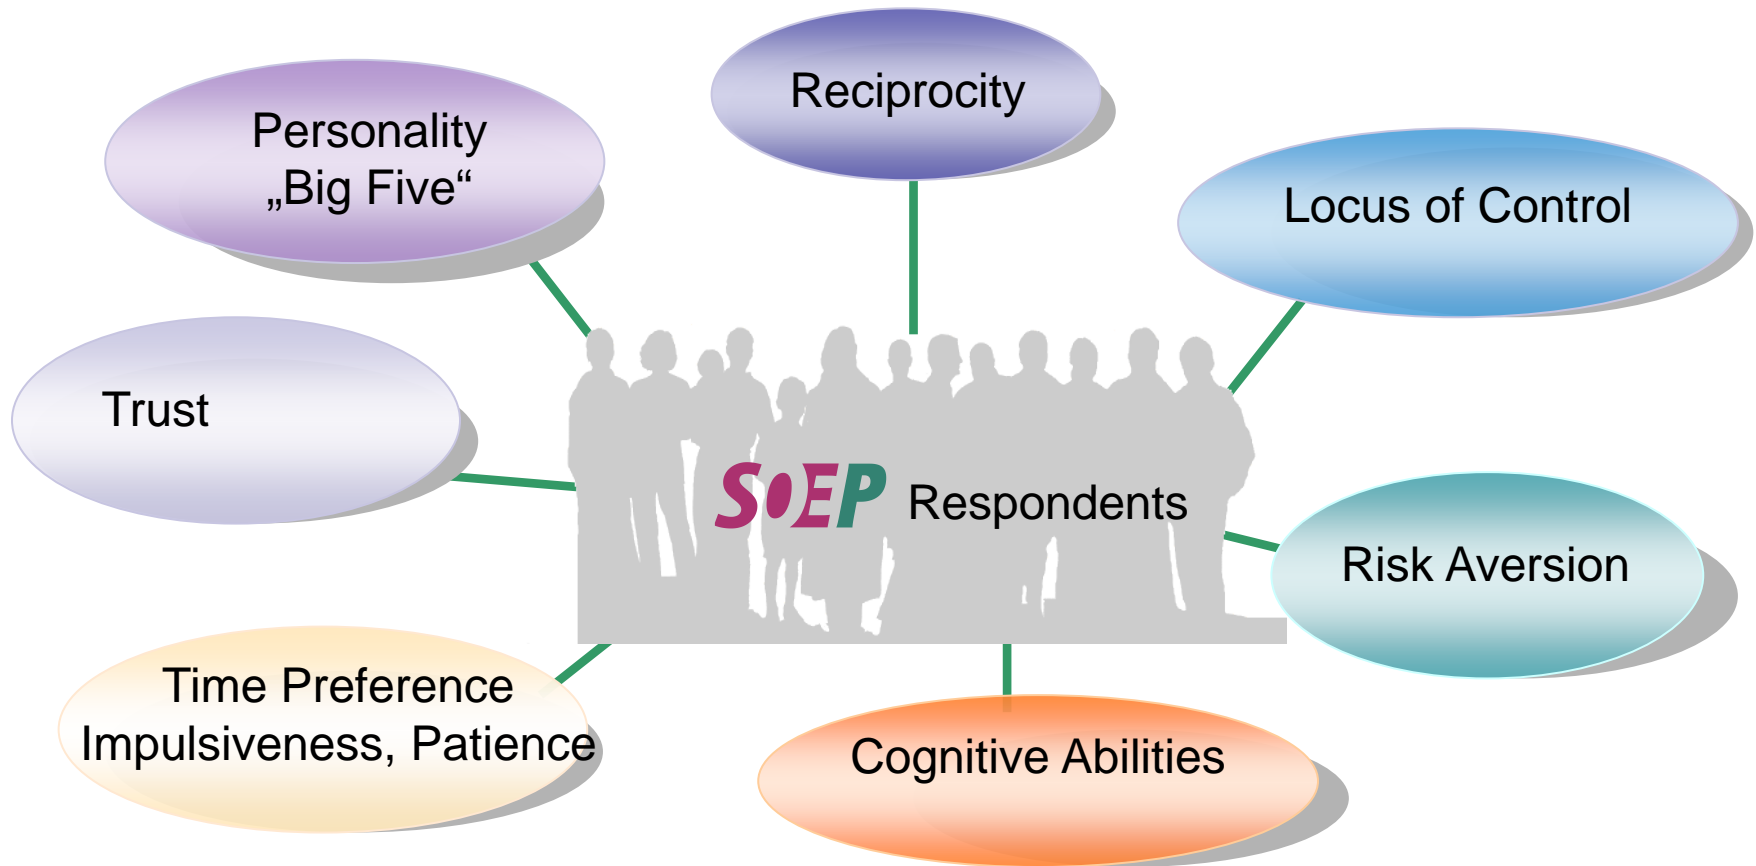 Reciprocity
Personality
„Big Five“
Locus of Control
Trust
SOEP Respondents
Risk Aversion
Time Preference
Impulsiveness, Patience
Cognitive Abilities